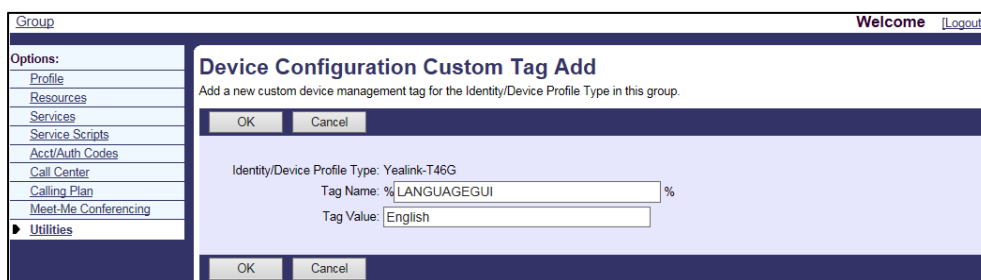 Group
Welcome [Logout
Options:
Profile
Resources
Services
Service Scripts
Acct/Auth Codes
Call Center
Calling Plan
Meet-Me Conferencing
Utilities
Device Configuration Custom Tag Add
Add a new custom device management tag for the Identity/Device Profile Type in this group.
OK Cancel
Identity/Device Profile Type: Yealink-T46G
Tag Name: %LANGUAGEGUI %
Tag Value: English
OK Cancel